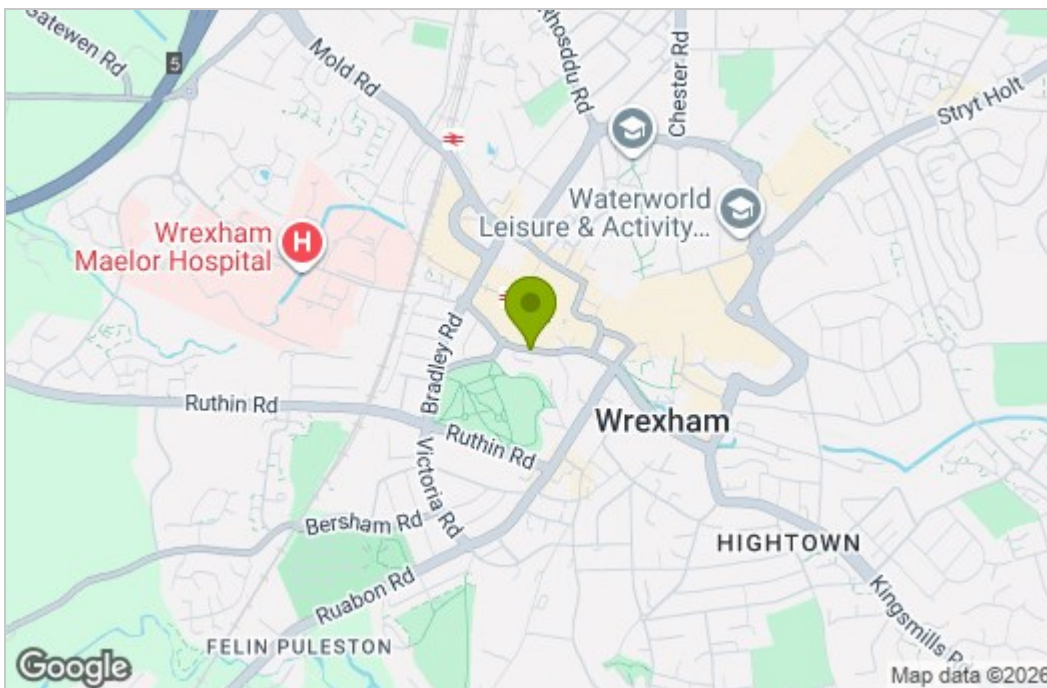 Gatewen Rd
5
Mold Rd
Rhosddu Rd
Chester Rd
Stryt Holt
Waterworld
Leisure & Activity...
Wrexham
Maelor Hospital
H
Bradley Rd
Ruthin Rd
Wrexham
Ruthin Rd
Victoria Rd
Bersham Rd
HIGHTOWN
Ruabon Rd
Kingsmills Rd
FELIN PULESTON
Google
Map data ©2026